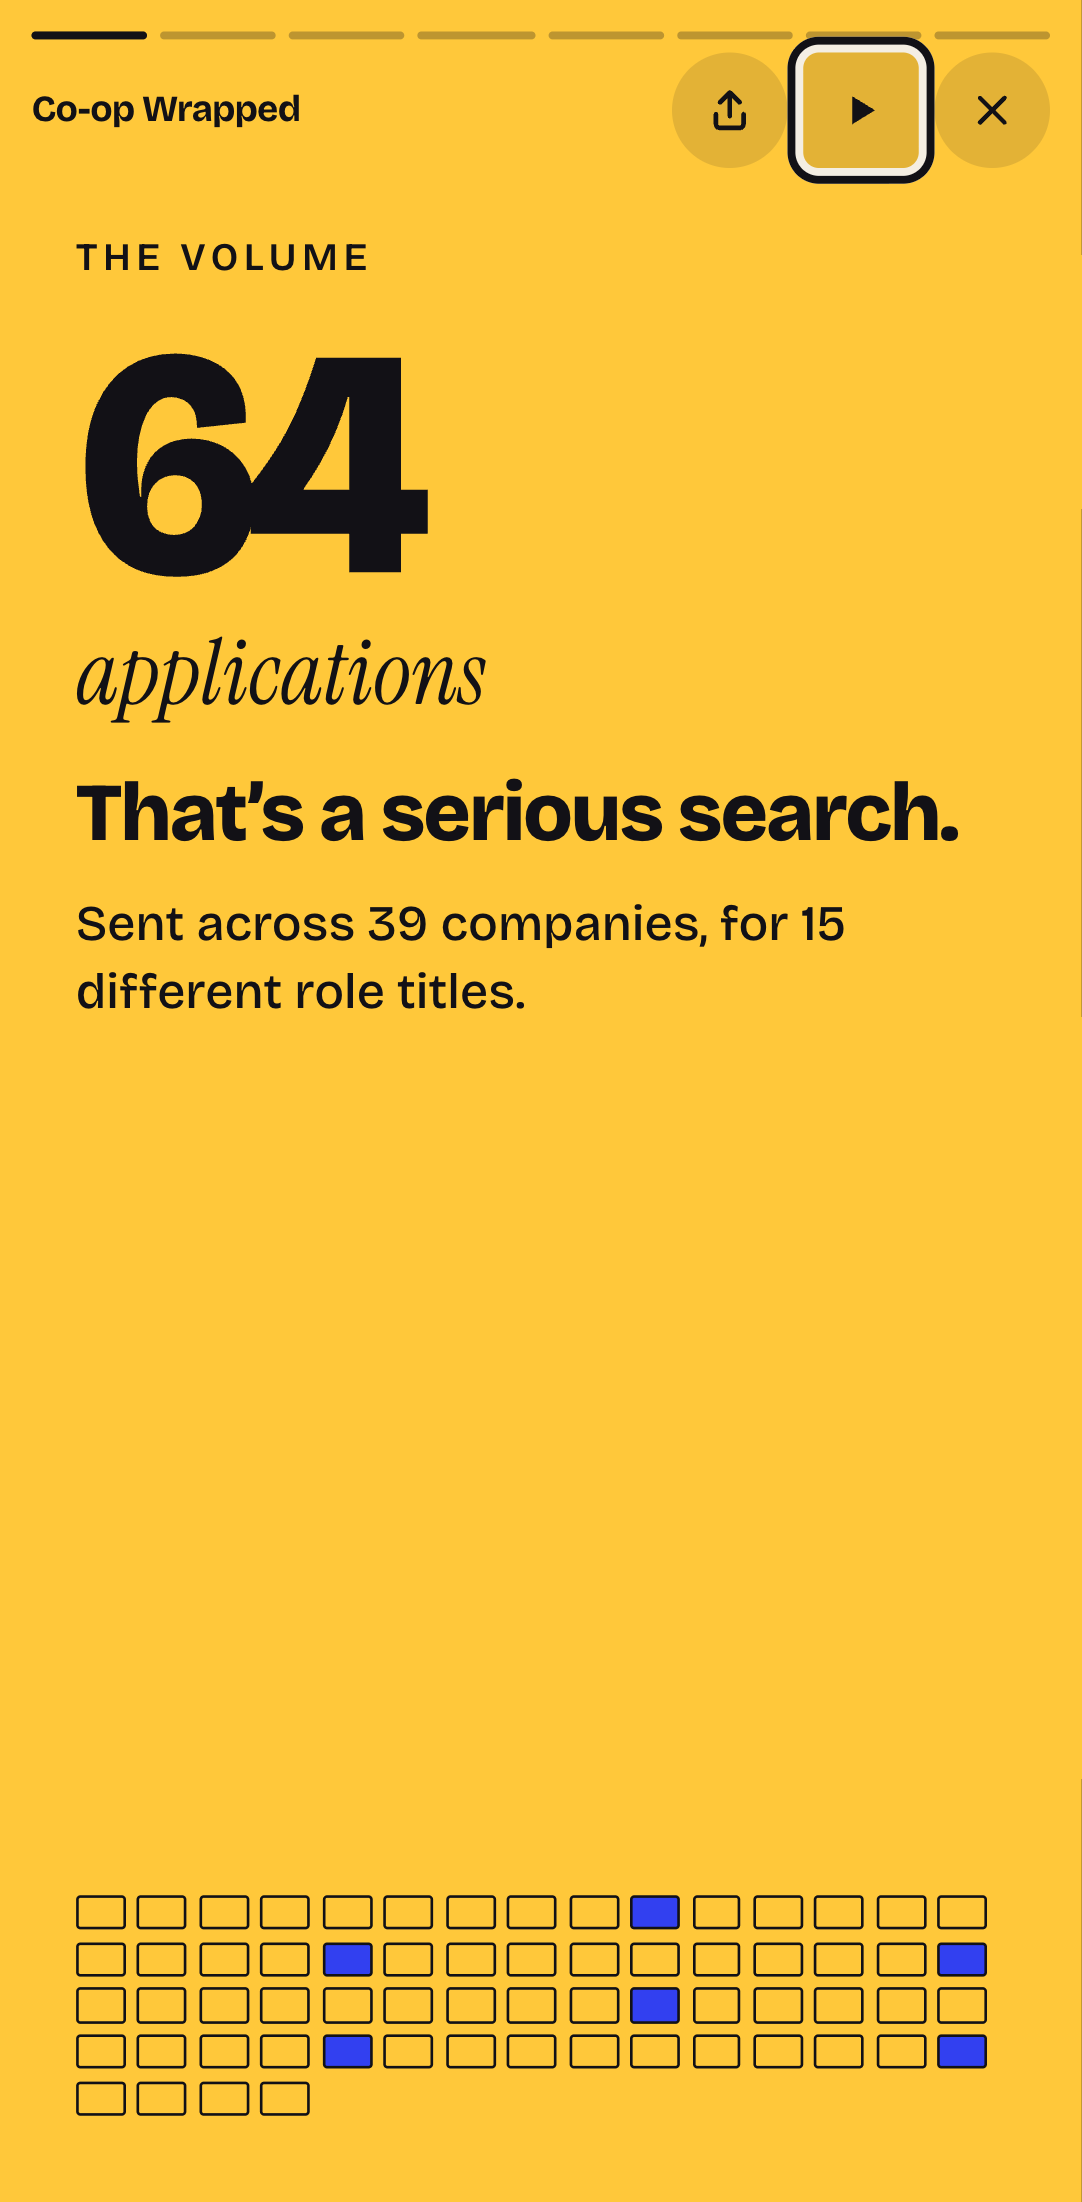 Co-op Wrapped
THE VOLUME
64
applications
That’s a serious search.
Sent across 39 companies, for 15
different role titles.